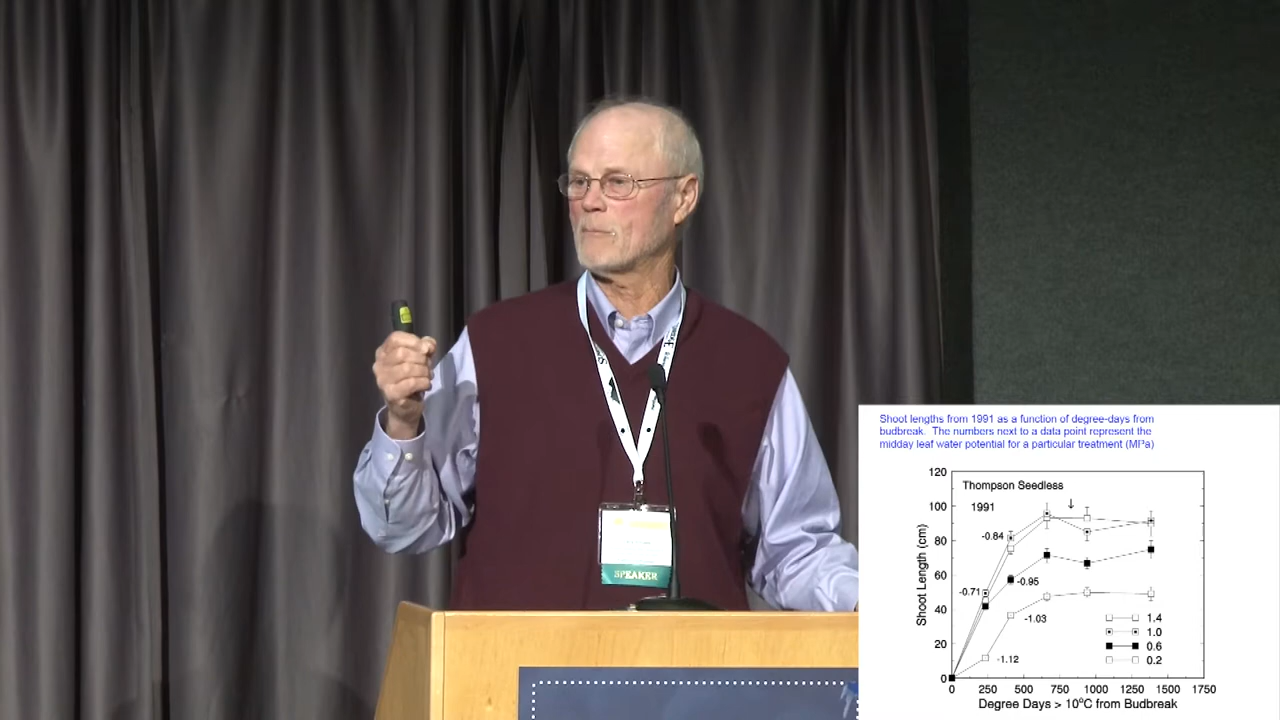 SPEAKER
Shoot lengths from 1991 as a function of degree-days from
budbreak. The numbers next to a data point represent the
midday leaf water potential for a particular treatment (MPa)
120
Thompson Seedless
100
1991
-0.84
80
Shoot Length (cm)
60
-0.71
-0.95
40
-1.03
1.4
1.0
20
0.6
-1.12
0.2
0
0 250 500 750 1000 1250 1500 1750
Degree Days > 10°C from Budbreak